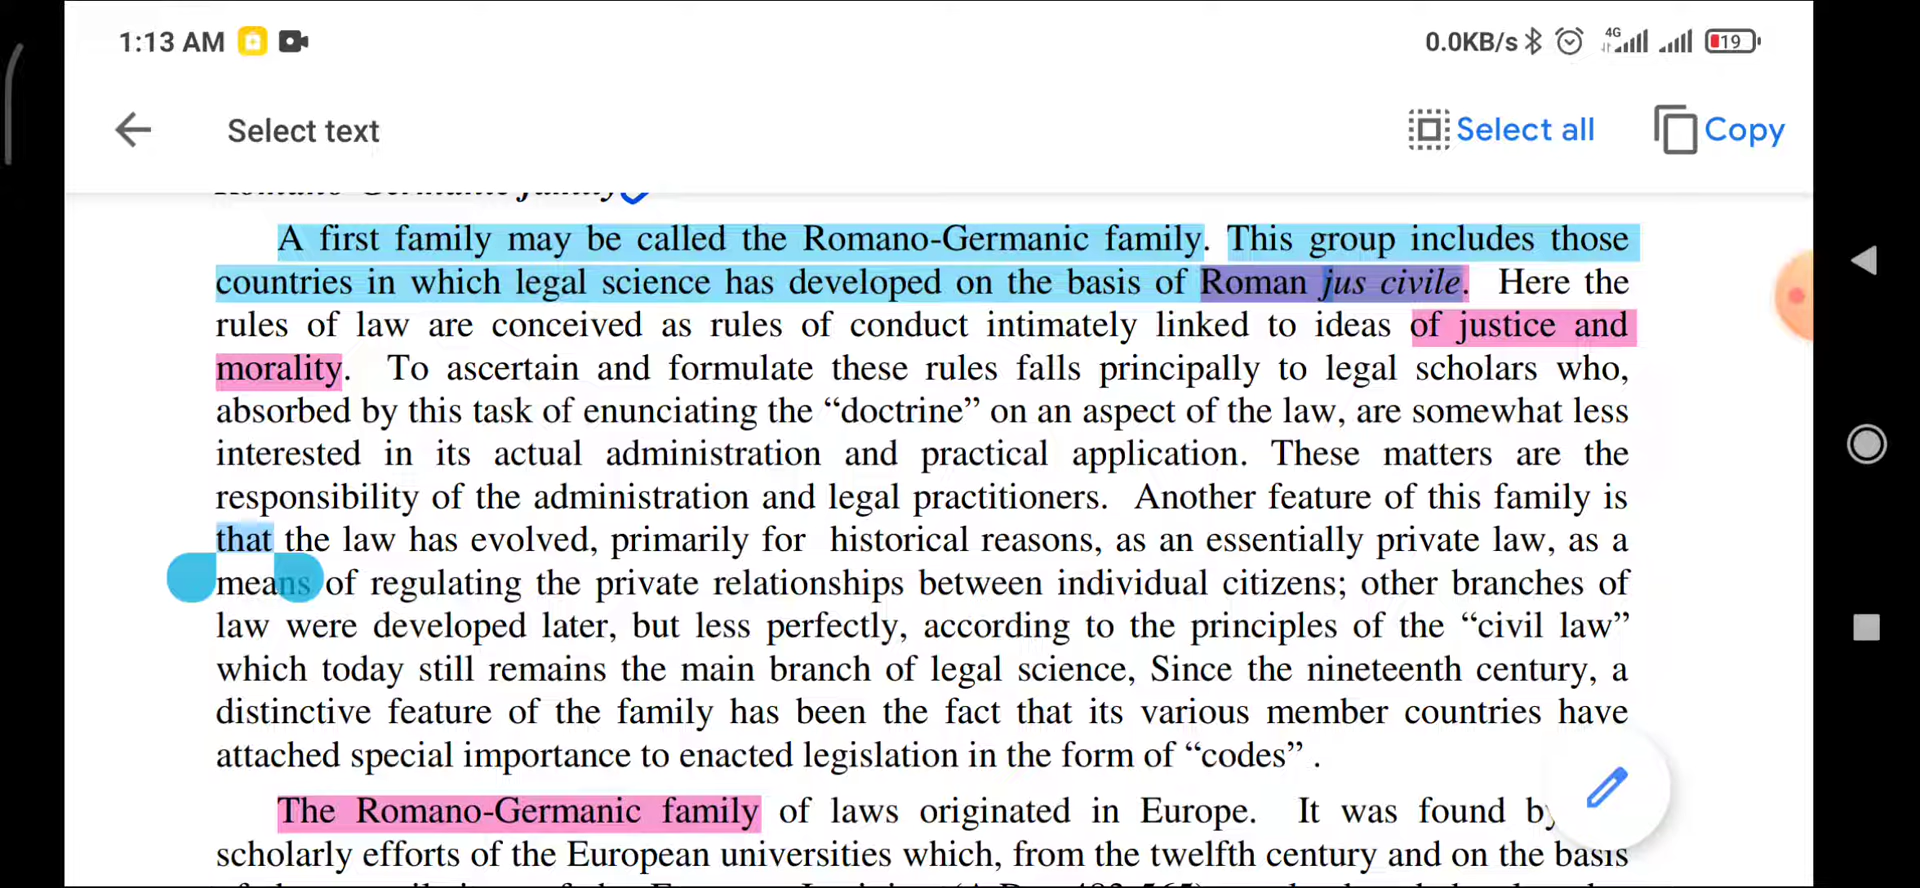 1:13 AM
0.0KB/s 4G 19
Select text
Select all
Copy
Romano-Germanic family
A first family may be called the Romano-Germanic family. This group includes those
countries in which legal science has developed on the basis of Roman jus civile. Here the
rules of law are conceived as rules of conduct intimately linked to ideas of justice and
morality. To ascertain and formulate these rules falls principally to legal scholars who,
absorbed by this task of enunciating the “doctrine” on an aspect of the law, are somewhat less
interested in its actual administration and practical application. These matters are the
responsibility of the administration and legal practitioners. Another feature of this family is
that the law has evolved, primarily for historical reasons, as an essentially private law, as a
means of regulating the private relationships between individual citizens; other branches of
law were developed later, but less perfectly, according to the principles of the “civil law”
which today still remains the main branch of legal science, Since the nineteenth century, a
distinctive feature of the family has been the fact that its various member countries have
attached special importance to enacted legislation in the form of “codes” .
The Romano-Germanic family of laws originated in Europe. It was found by
scholarly efforts of the European universities which, from the twelfth century and on the basis